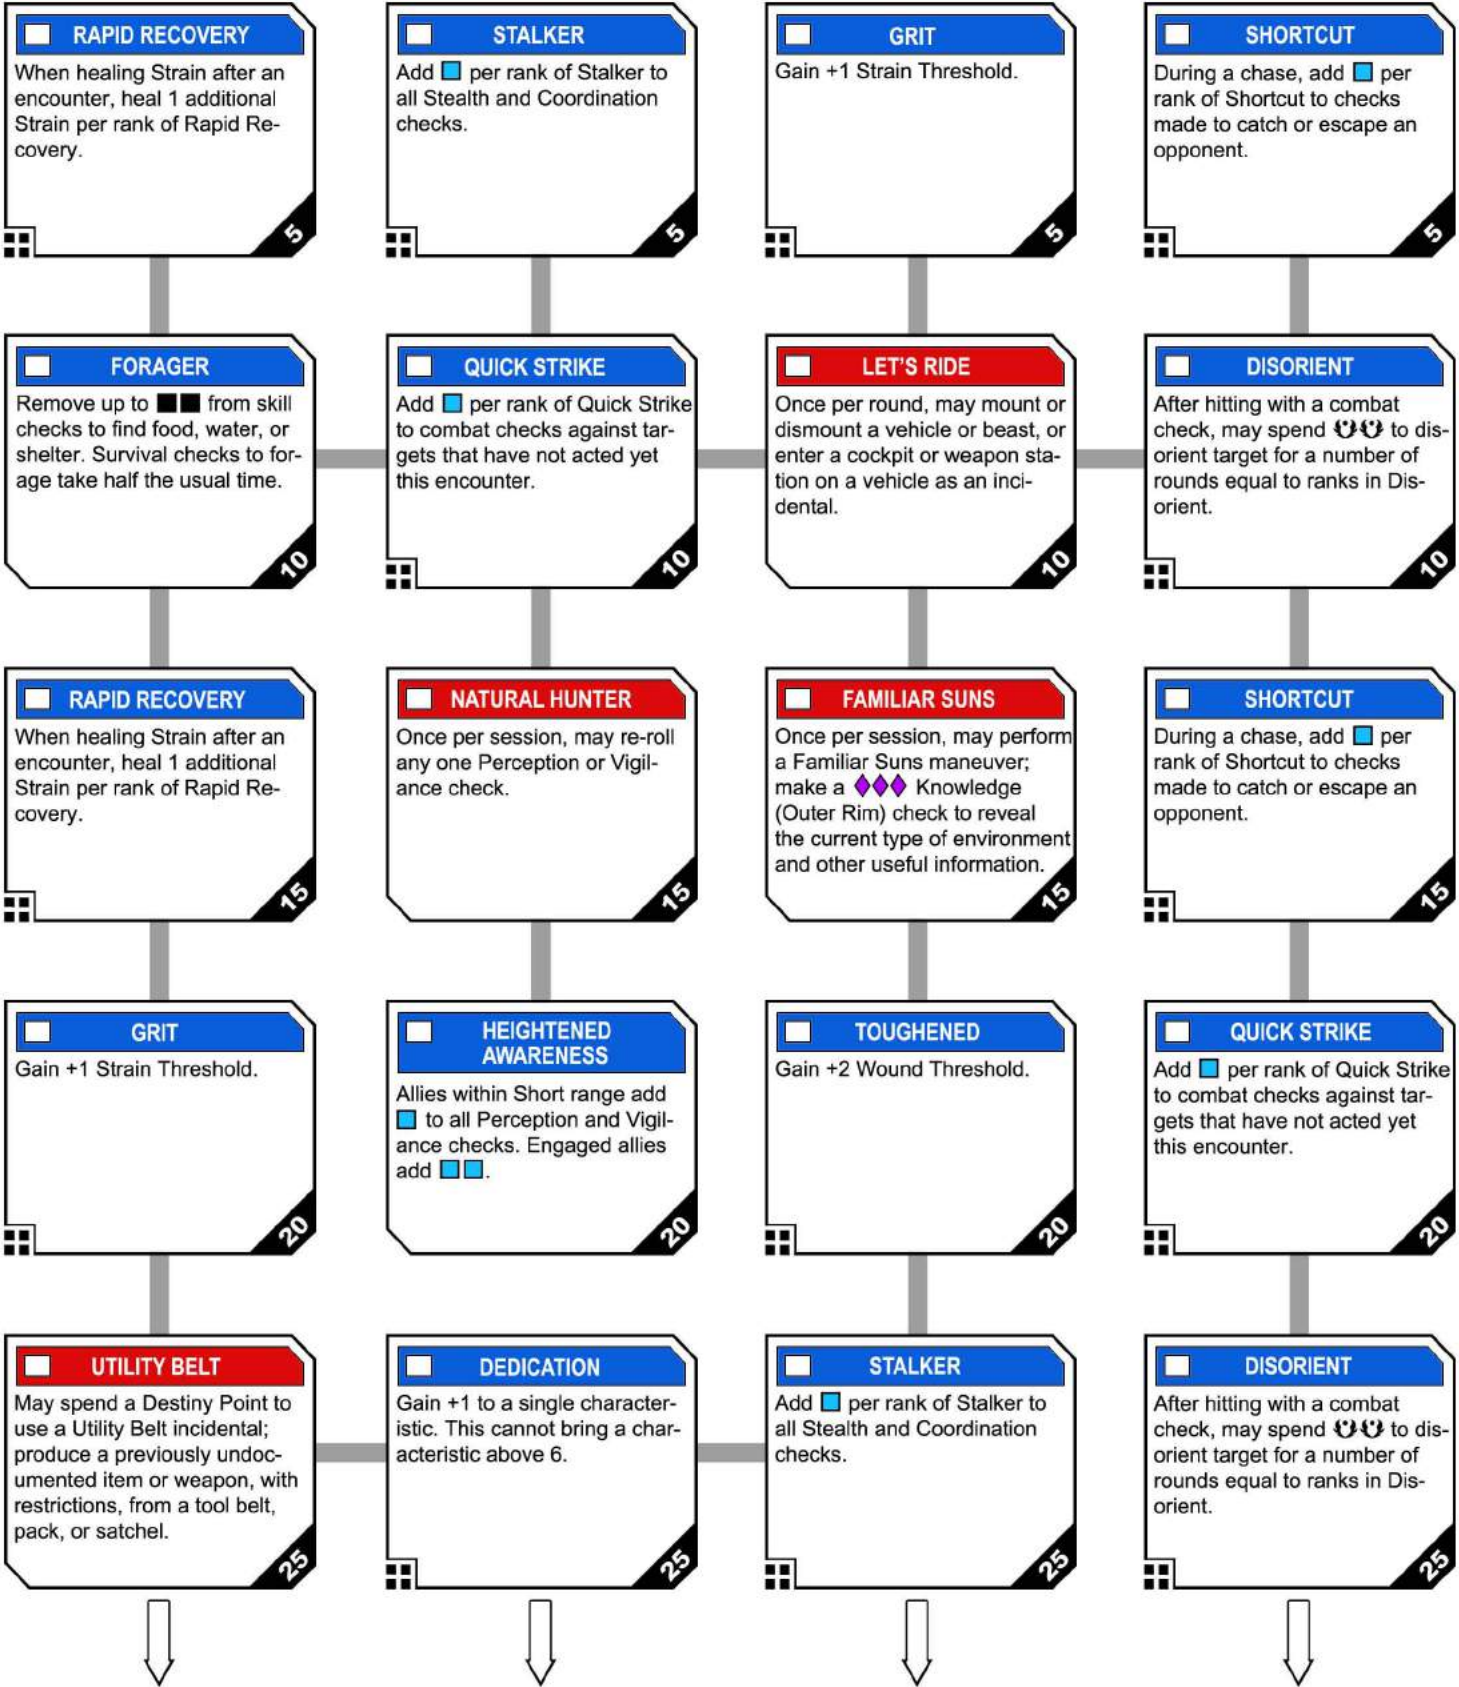 RAPID RECOVERY
When healing Strain after an
encounter, heal 1 additional
Strain per rank of Rapid Re-
covery.
5
STALKER
Add per rank of Stalker to
all Stealth and Coordination
checks.
5
GRIT
Gain +1 Strain Threshold.
5
SHORTCUT
During a chase, add per
rank of Shortcut to checks
made to catch or escape an
opponent.
5
FORAGER
Remove up to from skill
checks to find food, water, or
shelter. Survival checks to for-
age take half the usual time.
10
QUICK STRIKE
Add per rank of Quick Strike
to combat checks against tar-
gets that have not acted yet
this encounter.
10
LET'S RIDE
Once per round, may mount or
dismount a vehicle or beast, or
enter a cockpit or weapon sta-
tion on a vehicle as an inci-
dental.
10
DISORIENT
After hitting with a combat
check, may spend to dis-
orient target for a number of
rounds equal to ranks in Dis-
orient.
10
RAPID RECOVERY
When healing Strain after an
encounter, heal 1 additional
Strain per rank of Rapid Re-
covery.
15
NATURAL HUNTER
Once per session, may re-roll
any one Perception or Vigil-
ance check.
15
FAMILIAR SUNS
Once per session, may perform
a Familiar Suns maneuver;
make a Knowledge
(Outer Rim) check to reveal
the current type of environment
and other useful information.
15
SHORTCUT
During a chase, add per
rank of Shortcut to checks
made to catch or escape an
opponent.
15
GRIT
Gain +1 Strain Threshold.
20
HEIGHTENED
AWARENESS
Allies within Short range add
to all Perception and Vigil-
ance checks. Engaged allies
add .
20
TOUGHENED
Gain +2 Wound Threshold.
20
QUICK STRIKE
Add per rank of Quick Strike
to combat checks against tar-
gets that have not acted yet
this encounter.
20
UTILITY BELT
May spend a Destiny Point to
use a Utility Belt incidental;
produce a previously undoc-
umented item or weapon, with
restrictions, from a tool belt,
pack, or satchel.
25
DEDICATION
Gain +1 to a single character-
istic. This cannot bring a char-
acteristic above 6.
25
STALKER
Add per rank of Stalker to
all Stealth and Coordination
checks.
25
DISORIENT
After hitting with a combat
check, may spend to dis-
orient target for a number of
rounds equal to ranks in Dis-
orient.
25